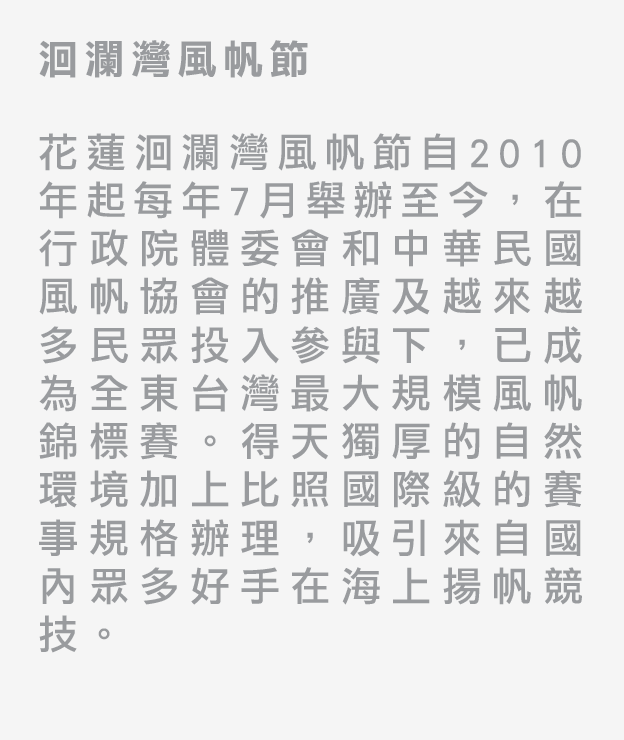 洄瀾灣風帆節
花蓮洄瀾灣風帆節自2010
年起每年7月舉辦至今，在
行政院體委會和中華民國
風帆協會的推廣及越來越
多民眾投入參與下，已成
為全東台灣最大規模風帆
錦標賽。得天獨厚的自然
環境加上比照國際級的賽
事規格辦理，吸引來自國
內眾多好手在海上揚帆競
技。